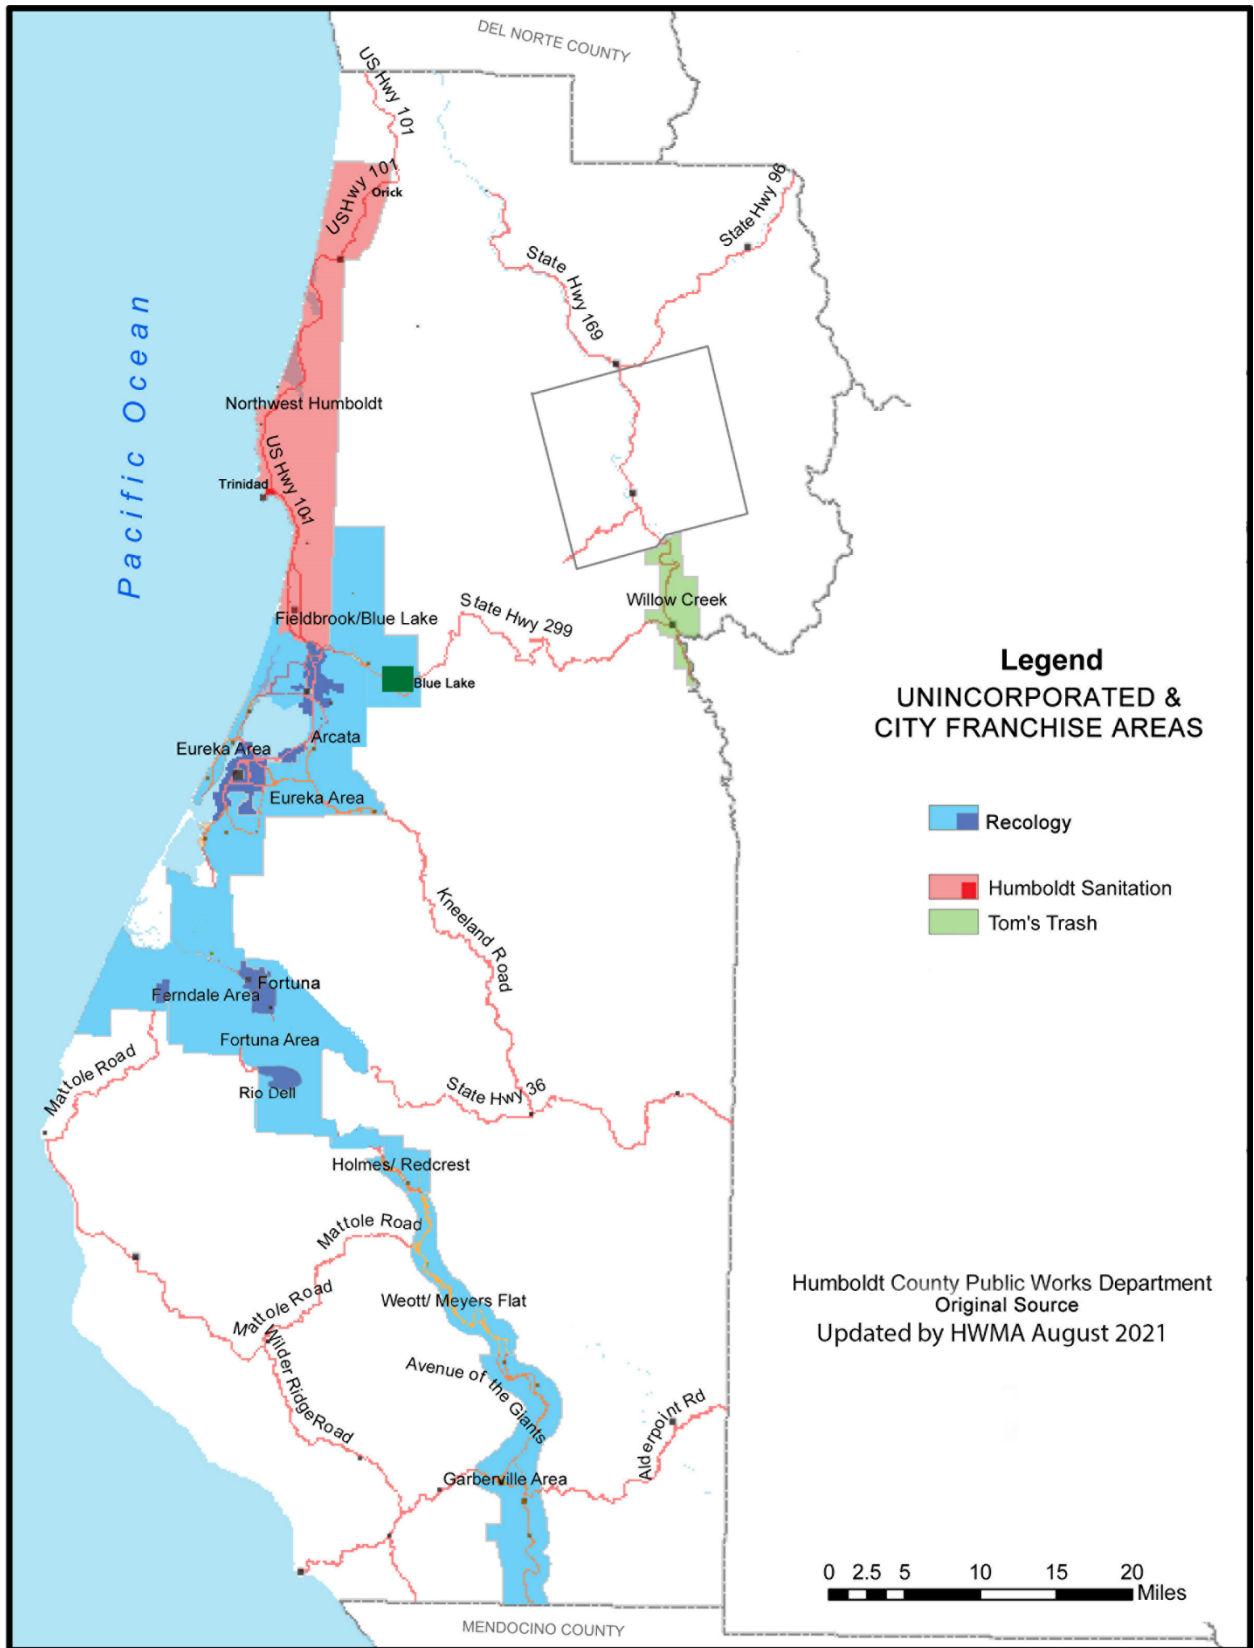 DEL NORTE COUNTY
US Hwy 101
USHwy 101
Orick
State Hwy 96
State Hwy 169
Pacific Ocean
Northwest Humboldt
US Hwy 101
Trinidad
Willow Creek
State Hwy 299
Fieldbrook/Blue Lake
Blue Lake
Arcata
Eureka Area
Eureka Area
Legend
UNINCORPORATED &
CITY FRANCHISE AREAS
Recology
Humboldt Sanitation
Tom's Trash
Kneeland Road
Fortuna
Ferndale Area
Fortuna Area
Mattole Road
Rio Dell
State Hwy 36
Holmes/ Redcrest
Mattole Road
Mattole Road
Weott/ Meyers Flat
Wilder RidgeRoad
Avenue of the Giants
Alderpoint Rd
Garberville Area
Humboldt County Public Works Department
Original Source
Updated by HWMA August 2021
0 2.5 5 10 15 20
Miles
MENDOCINO COUNTY